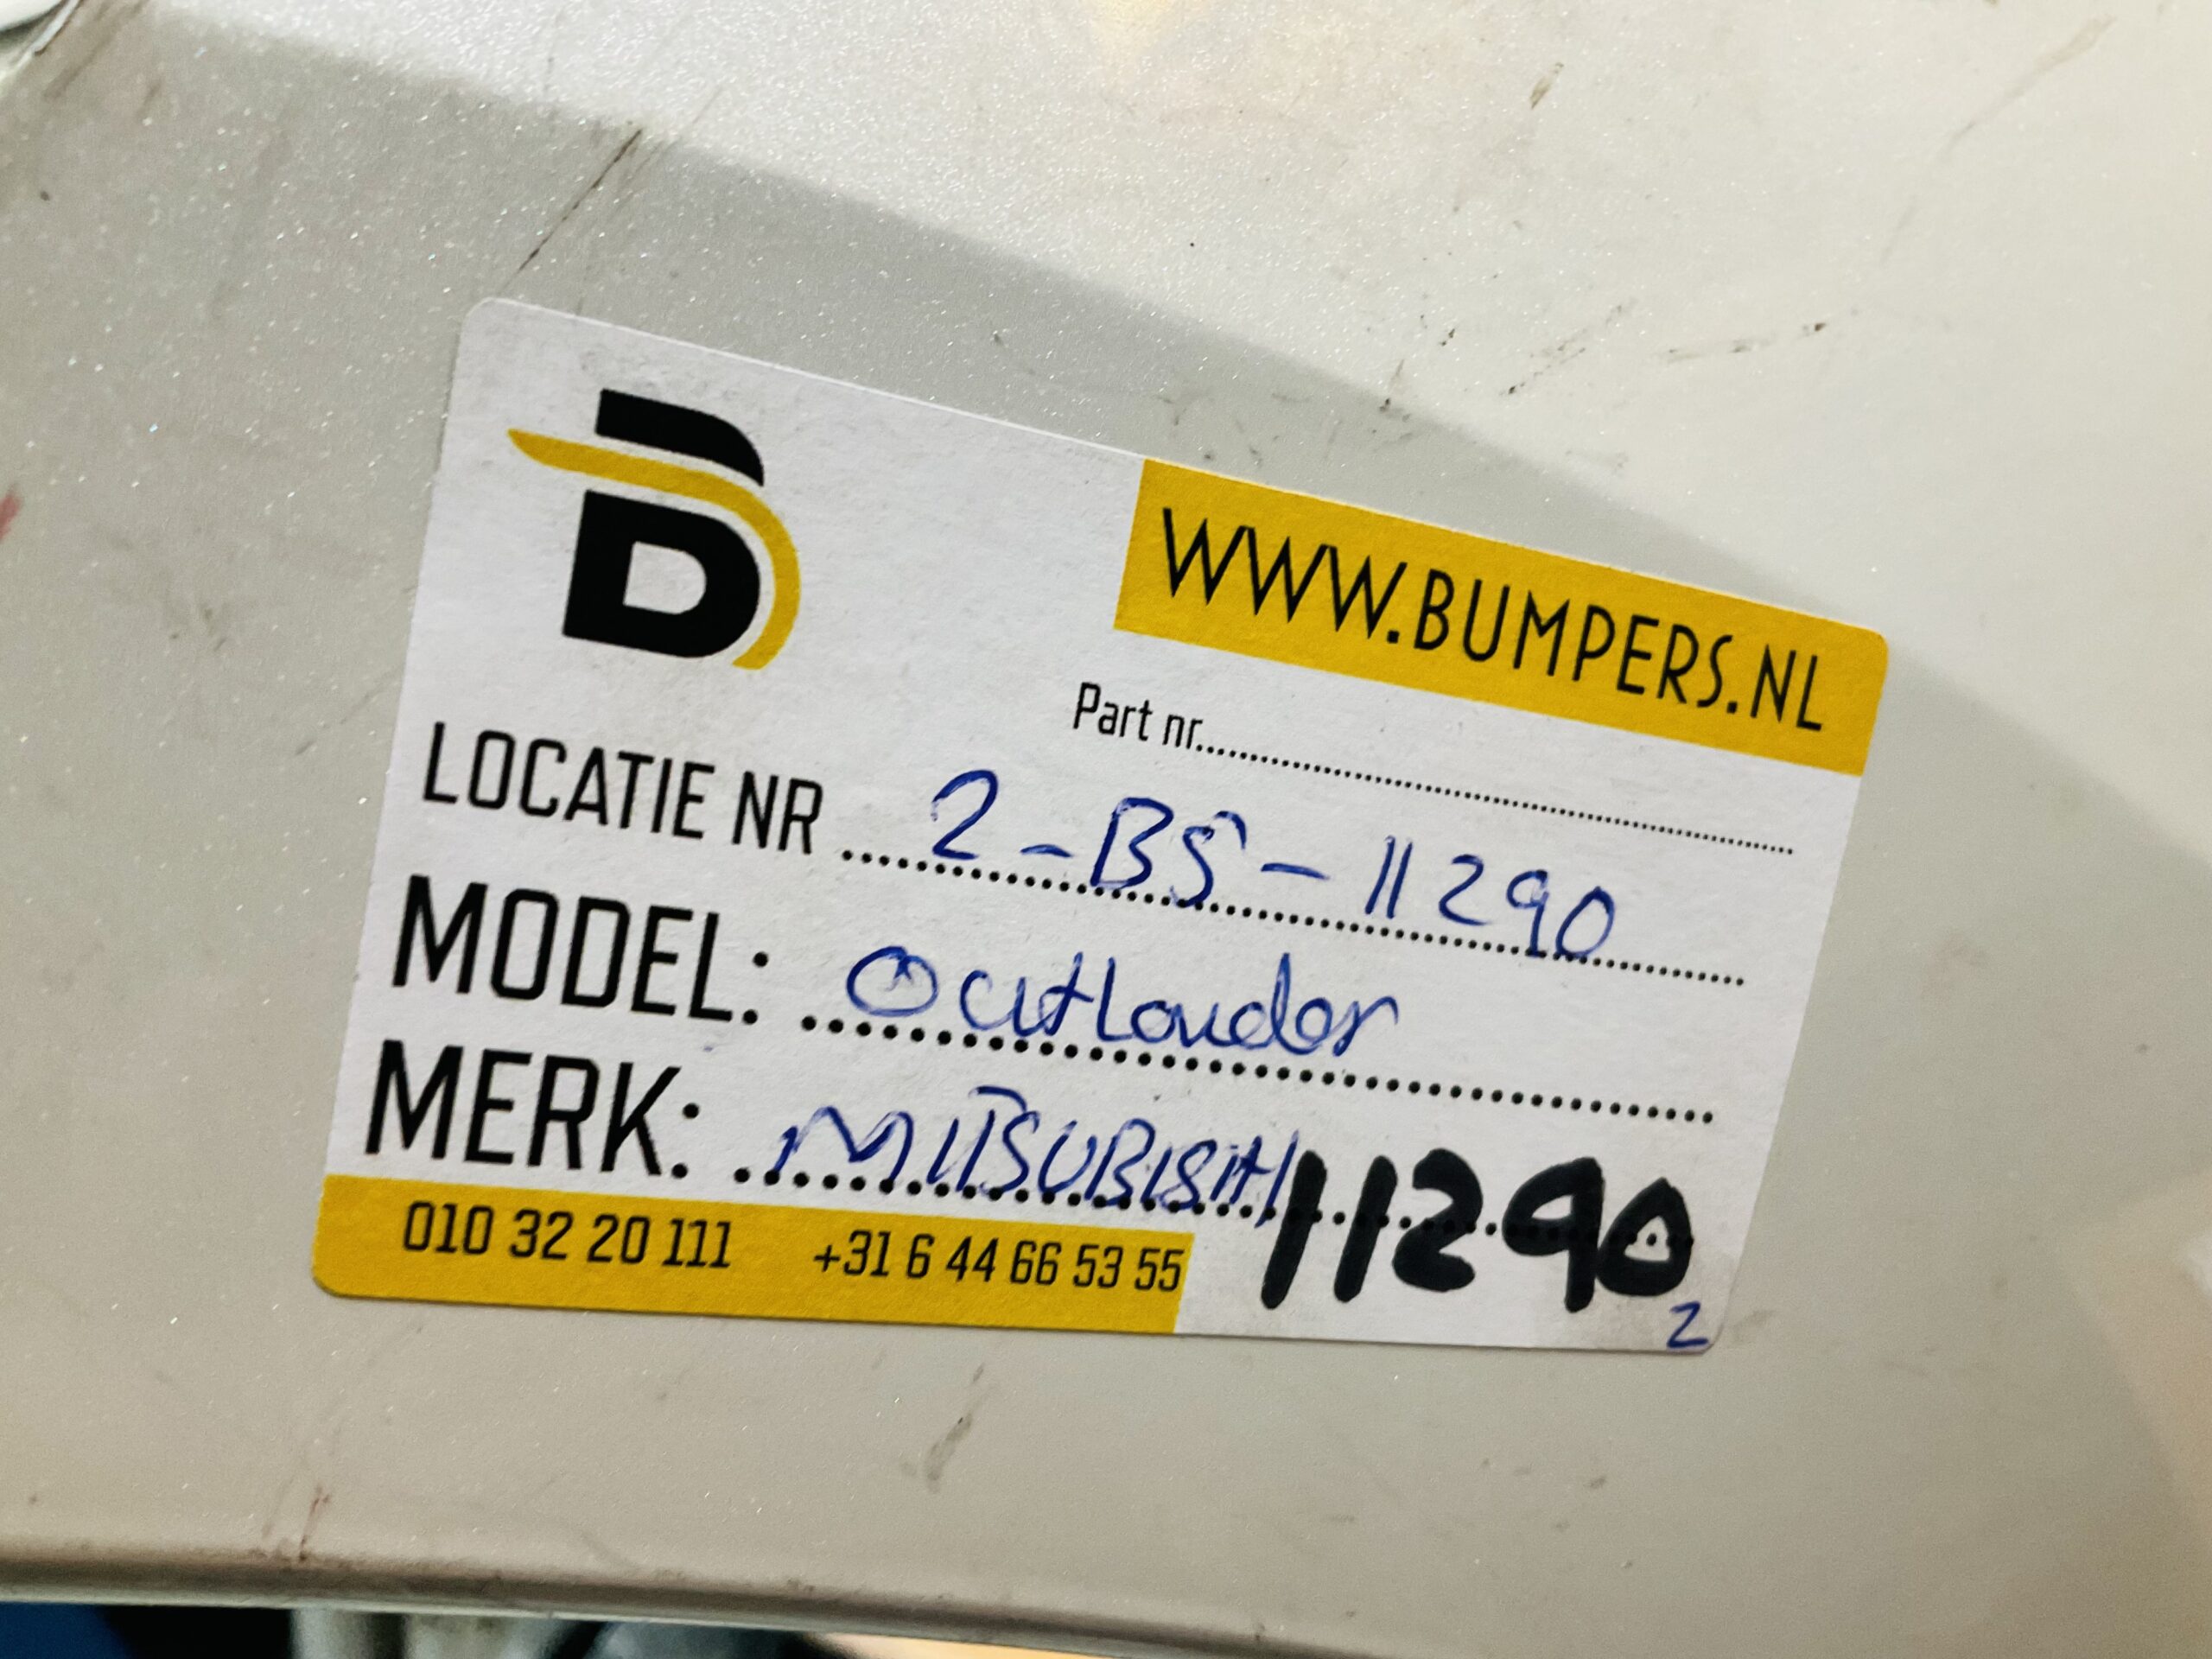 B
WWW.BUMPERS.NL
Part nr.
LOCATIE NR 2-BS-11290
MODEL: Outlander
MERK: MITSUBISHI
11290
010 32 20 111 +31 6 44 66 53 55
2